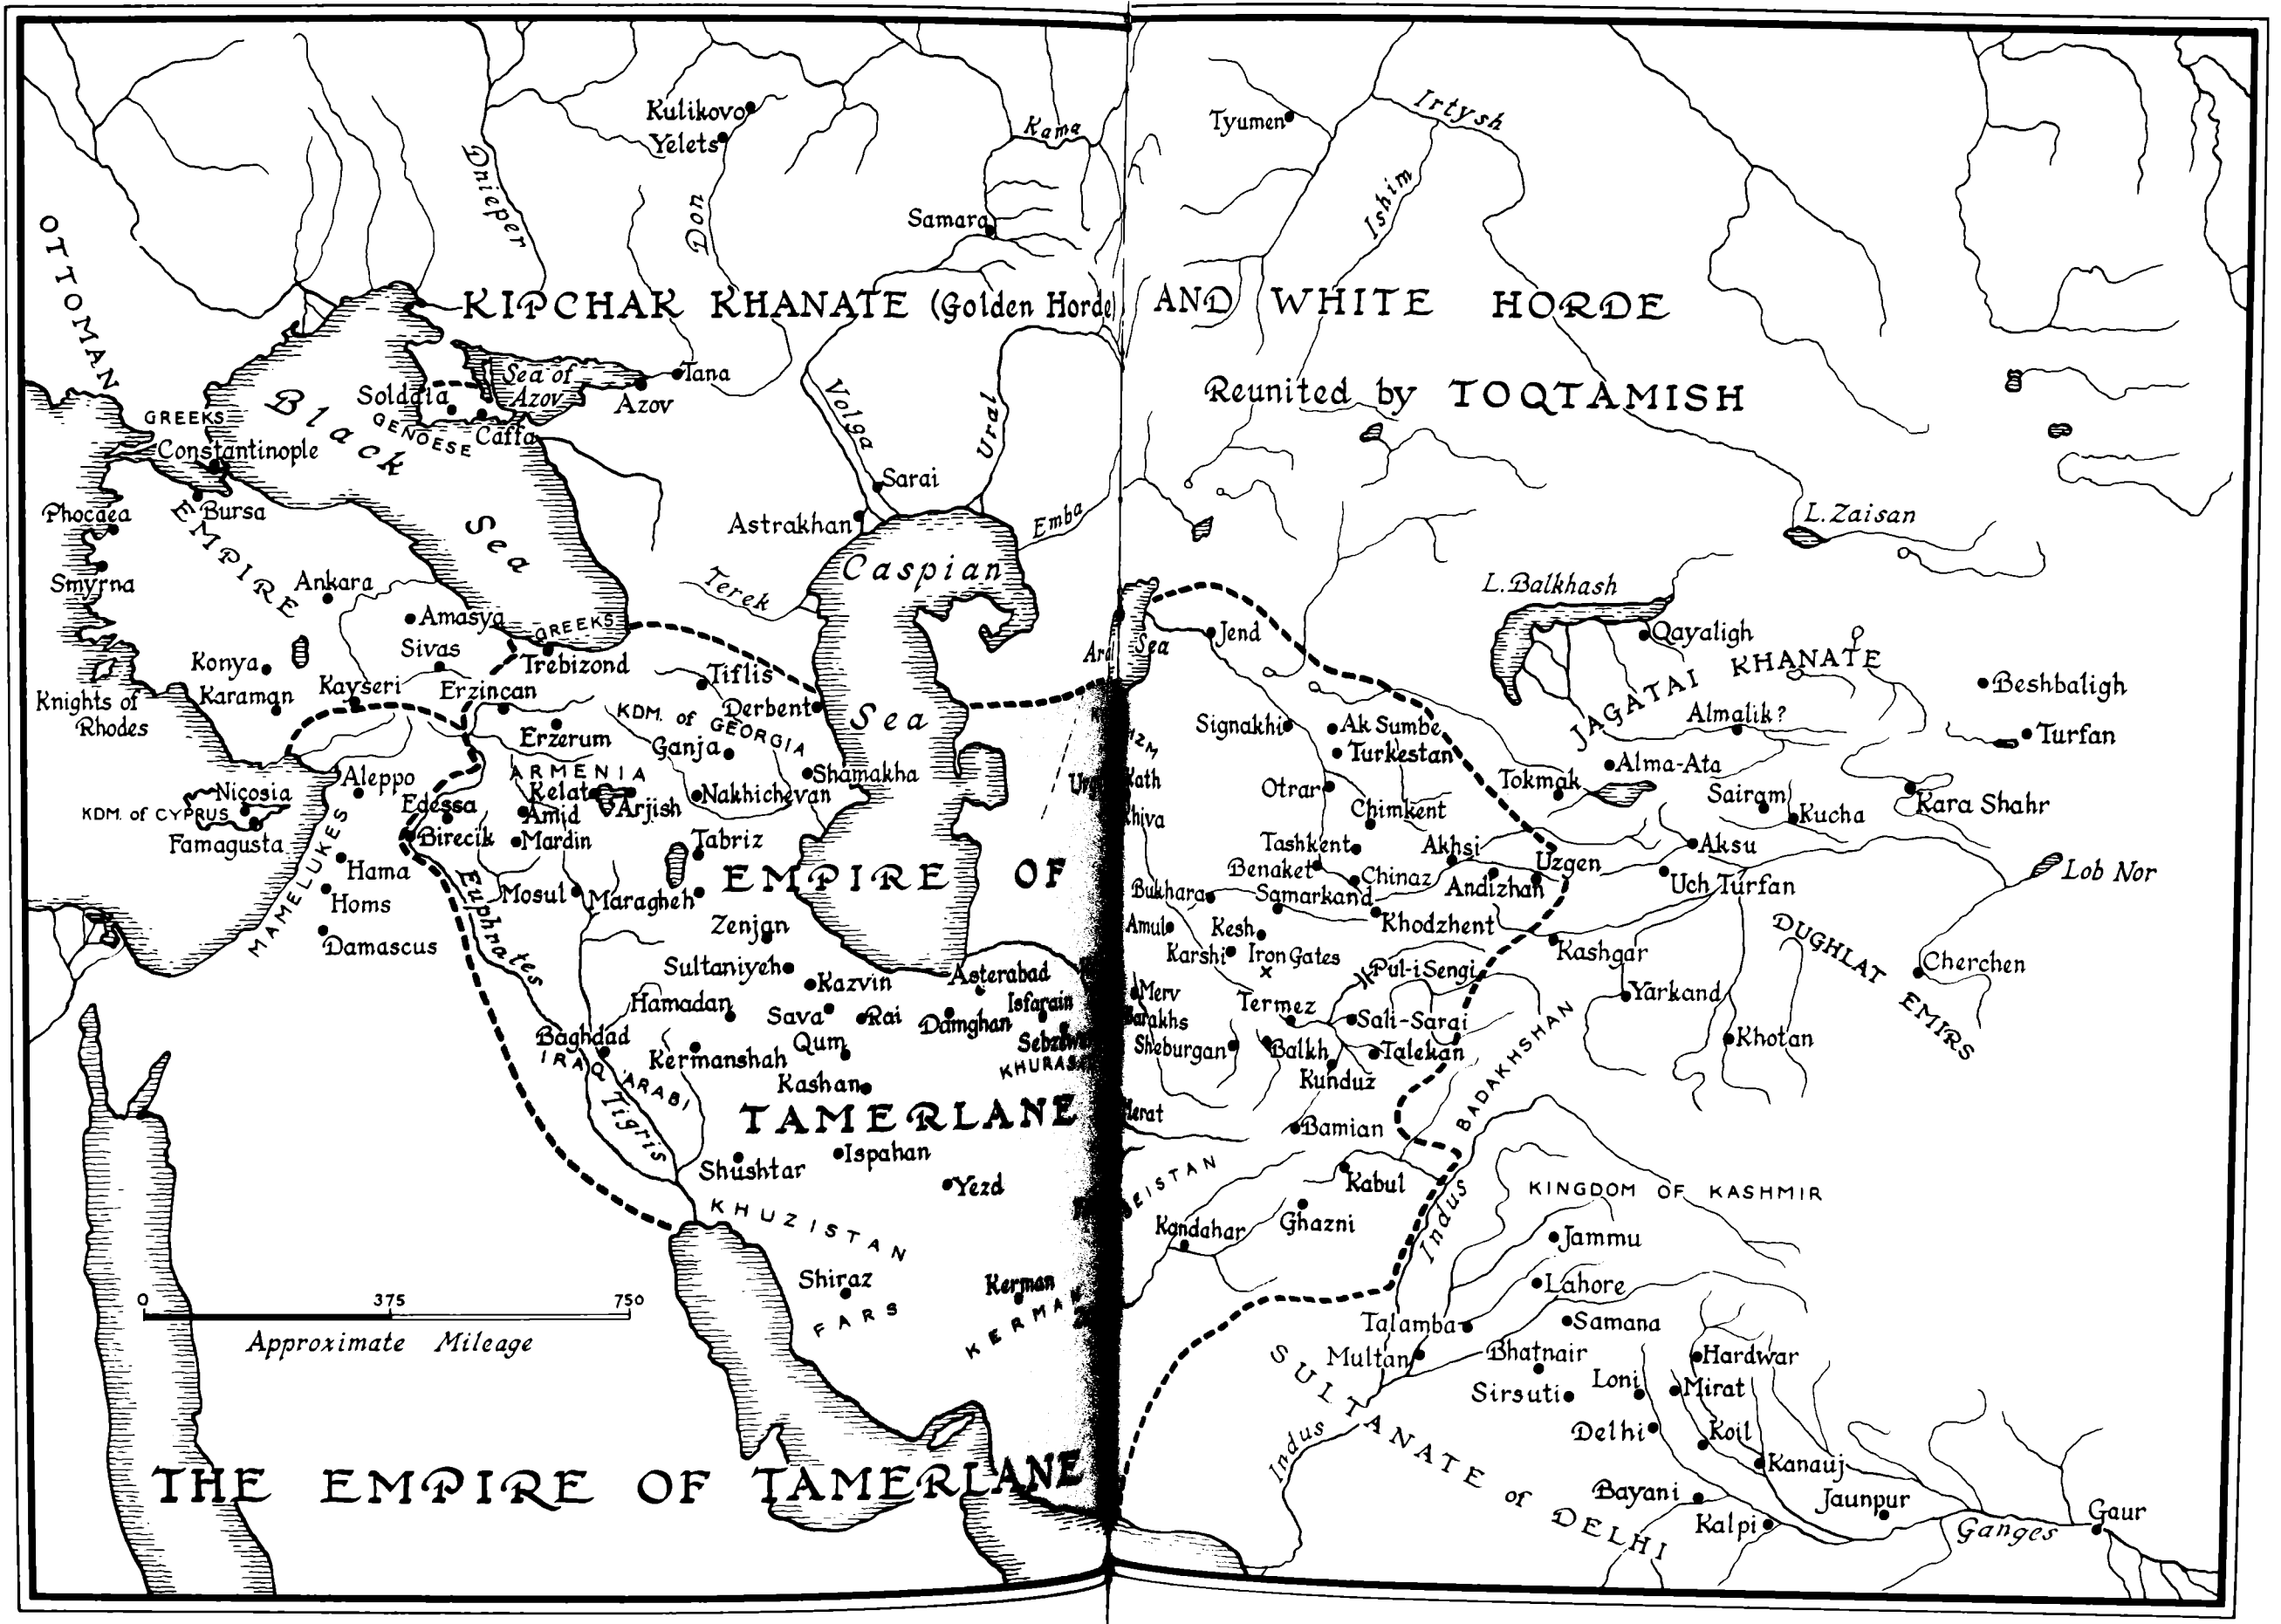 Kulikovo
Yelets
Dnieper
Don
Kama
Samara
Tyumen
Irtysh
Ishim
OTTOMAN
EMPIRE
KIPCHAK KHANATE (Golden Horde) AND WHITE HORDE
Reunited by TOQTAMISH
Black
Sea
Soldaia
Sea of
Azov
Tana
Azov
GENOESE
Caffa
GREEKS
Constantinople
Bursa
Phocaea
Smyrna
Volga
Ural
Sarai
Astrakhan
Emba
Terek
Caspian
Sea
L. Zaisan
L. Balkhash
Ankara
Amasya
GREEKS
Sivas
Trebizond
Konya
Karaman
Kayseri
Erzincan
Knights of
Rhodes
Erzerum
Tiflis
Derbent
KDM. of GEORGIA
Ganja
Shamakha
ARMENIA
Relat
Arjish
Nakhichevan
Amid
Mardin
Tabriz
Aleppo
Edessa
Birecik
Nicosia
KDM. of CYPRUS
Famagusta
MAMELUKES
Hama
Homs
Damascus
Euphrates
Mosul
Maragheh
Zenjan
Sultaniyeh
Kazvin
Hamadan
Sava
Rai
Damghan
Asterabad
Isfarain
Qum
Baghdad
IRAQ 'ARABI
Kermanshah
Kashan
Tigris
EMPIRE OF
TAMERLANE
Ispahan
Shushtar
Yezd
KHUZISTAN
Shiraz
FARS
Kerman
KERMAN
Sea
Jend
Qayaligh
JAGATAI KHANATE
Beshbaligh
Almalik?
Turfan
Signakhi
Ak Sumbe
Turkestan
Alma-Ata
Tokmak
Otrar
Chimkent
Sairam
Kucha
Kara Shahr
Tashkent
Akhsi
Aksu
Uzgen
Benaket
Chinaz
Andizhan
Uch Turfan
Lob Nor
Bukhara
Samarkand
Khodzhent
Amul
Kesh
Karshi
Iron Gates
Pul-i Sengi
Kashgar
DUGHLAT EMIRS
Cherchen
Merv
Termez
Sali-Sarai
Yarkand
Sheburgan
Balkh
Talekan
Khotan
Kunduz
BADAKHSHAN
Bamian
Kabul
Indus
KINGDOM OF KASHMIR
Kandahar
Ghazni
Jammu
Lahore
Talamba
Samana
Multan
Bhatnair
Hardwar
Sirsuti
Loni
Mirat
Delhi
Koil
Indus
SULTANATE of DELHI
Kanauj
Bayani
Jaunpur
Kalpi
Ganges
Gaur
0 375 750
Approximate Mileage
THE EMPIRE OF TAMERLANE